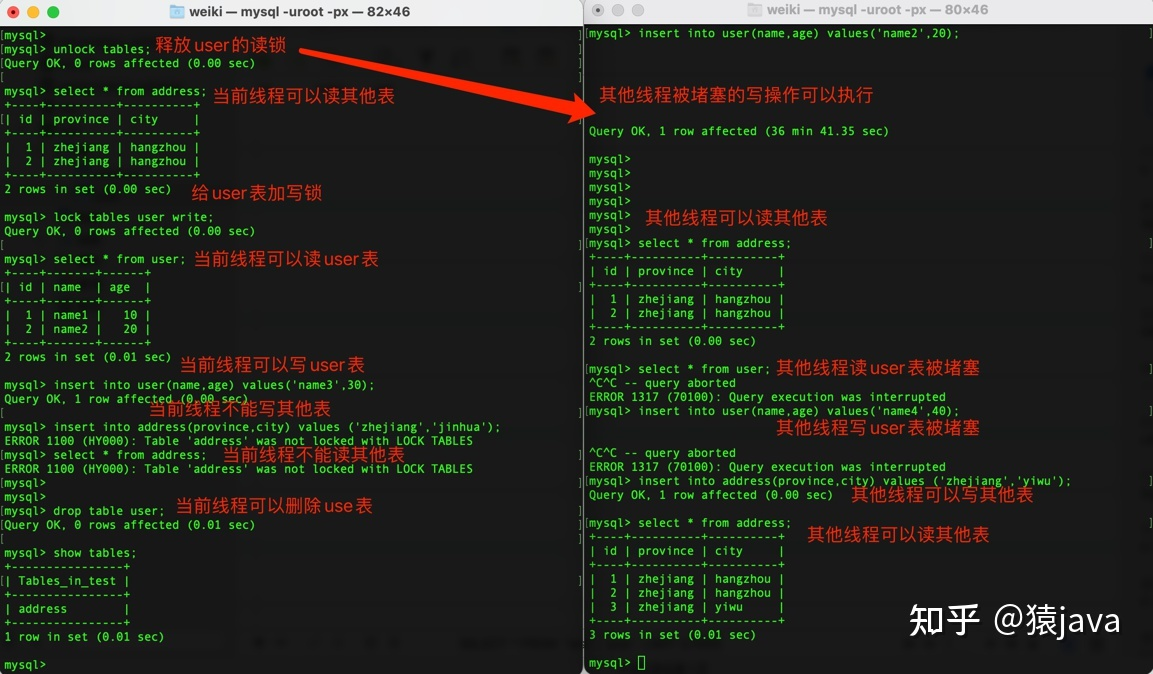 weiki — mysql -uroot -px — 82×46
mysql>
mysql> unlock tables; 释放user的读锁
Query OK, 0 rows affected (0.00 sec)
mysql> select * from address; 当前线程可以读其他表
+----+----------+----------+
| id | province | city     |
+----+----------+----------+
|  1 | zhejiang | hangzhou |
|  2 | zhejiang | hangzhou |
+----+----------+----------+
2 rows in set (0.00 sec)
给user表加写锁
mysql> lock tables user write;
Query OK, 0 rows affected (0.00 sec)
mysql> select * from user; 当前线程可以读user表
+----+-------+------+
| id | name  | age  |
+----+-------+------+
|  1 | name1 |   10 |
|  2 | name2 |   20 |
+----+-------+------+
2 rows in set (0.01 sec)
当前线程可以写user表
mysql> insert into user(name,age) values('name3',30);
Query OK, 1 row affected (0.00 sec)
当前线程不能写其他表
mysql> insert into address(province,city) values ('zhejiang','jinhua');
ERROR 1100 (HY000): Table 'address' was not locked with LOCK TABLES
mysql> select * from address; 当前线程不能读其他表
ERROR 1100 (HY000): Table 'address' was not locked with LOCK TABLES
mysql>
mysql>
mysql> drop table user; 当前线程可以删除use表
Query OK, 0 rows affected (0.01 sec)
mysql> show tables;
+----------------+
| Tables_in_test |
+----------------+
| address        |
+----------------+
1 row in set (0.01 sec)
mysql>
weiki — mysql -uroot -px — 80×46
mysql> insert into user(name,age) values('name2',20);
其他线程被堵塞的写操作可以执行
Query OK, 1 row affected (36 min 41.35 sec)
mysql>
mysql>
mysql>
mysql>
mysql> 其他线程可以读其他表
mysql>
mysql> select * from address;
+----+----------+----------+
| id | province | city     |
+----+----------+----------+
|  1 | zhejiang | hangzhou |
|  2 | zhejiang | hangzhou |
+----+----------+----------+
2 rows in set (0.00 sec)
mysql> select * from user; 其他线程读user表被堵塞
^C^C -- query aborted
ERROR 1317 (70100): Query execution was interrupted
mysql> insert into user(name,age) values('name4',40);
其他线程写user表被堵塞
^C^C -- query aborted
ERROR 1317 (70100): Query execution was interrupted
mysql> insert into address(province,city) values ('zhejiang','yiwu');
Query OK, 1 row affected (0.00 sec) 其他线程可以写其他表
mysql> select * from address;
其他线程可以读其他表
+----+----------+----------+
| id | province | city     |
+----+----------+----------+
|  1 | zhejiang | hangzhou |
|  2 | zhejiang | hangzhou |
|  3 | zhejiang | yiwu     |
+----+----------+----------+
3 rows in set (0.01 sec)
mysql>
知乎 @猿java